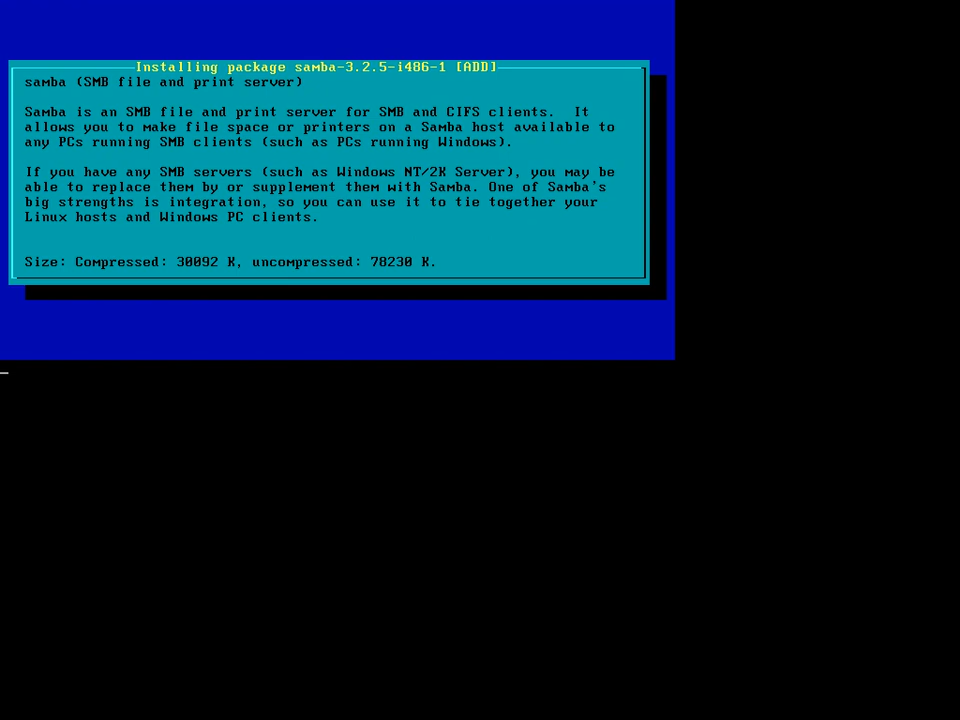 Installing package samba-3.2.5-i486-1 [ADD]
samba (SMB file and print server)
Samba is an SMB file and print server for SMB and CIFS clients.  It
allows you to make file space or printers on a Samba host available to
any PCs running SMB clients (such as PCs running Windows).
If you have any SMB servers (such as Windows NT/2K Server), you may be
able to replace them by or supplement them with Samba. One of Samba's
big strengths is integration, so you can use it to tie together your
Linux hosts and Windows PC clients.
Size: Compressed: 30092 K, uncompressed: 78230 K.